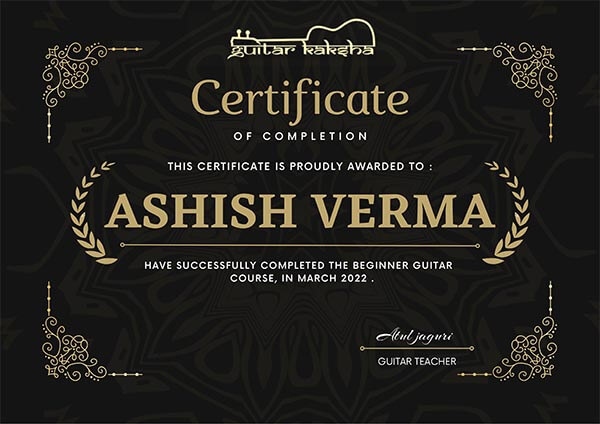 guitar kaksha
Certificate
OF COMPLETION
THIS CERTIFICATE IS PROUDLY AWARDED TO :
ASHISH VERMA
HAVE SUCCESSFULLY COMPLETED THE BEGINNER GUITAR
COURSE, IN MARCH 2022 .
Atul jaguri
GUITAR TEACHER